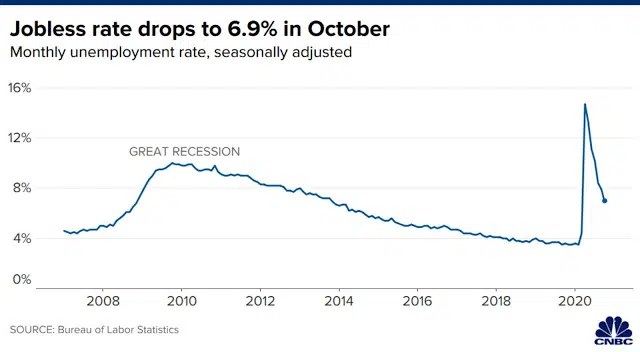 Jobless rate drops to 6.9% in October
Monthly unemployment rate, seasonally adjusted
16%
12%
GREAT RECESSION
8%
4%
0%
2008 2010 2012 2014 2016 2018 2020
SOURCE: Bureau of Labor Statistics
CNBC